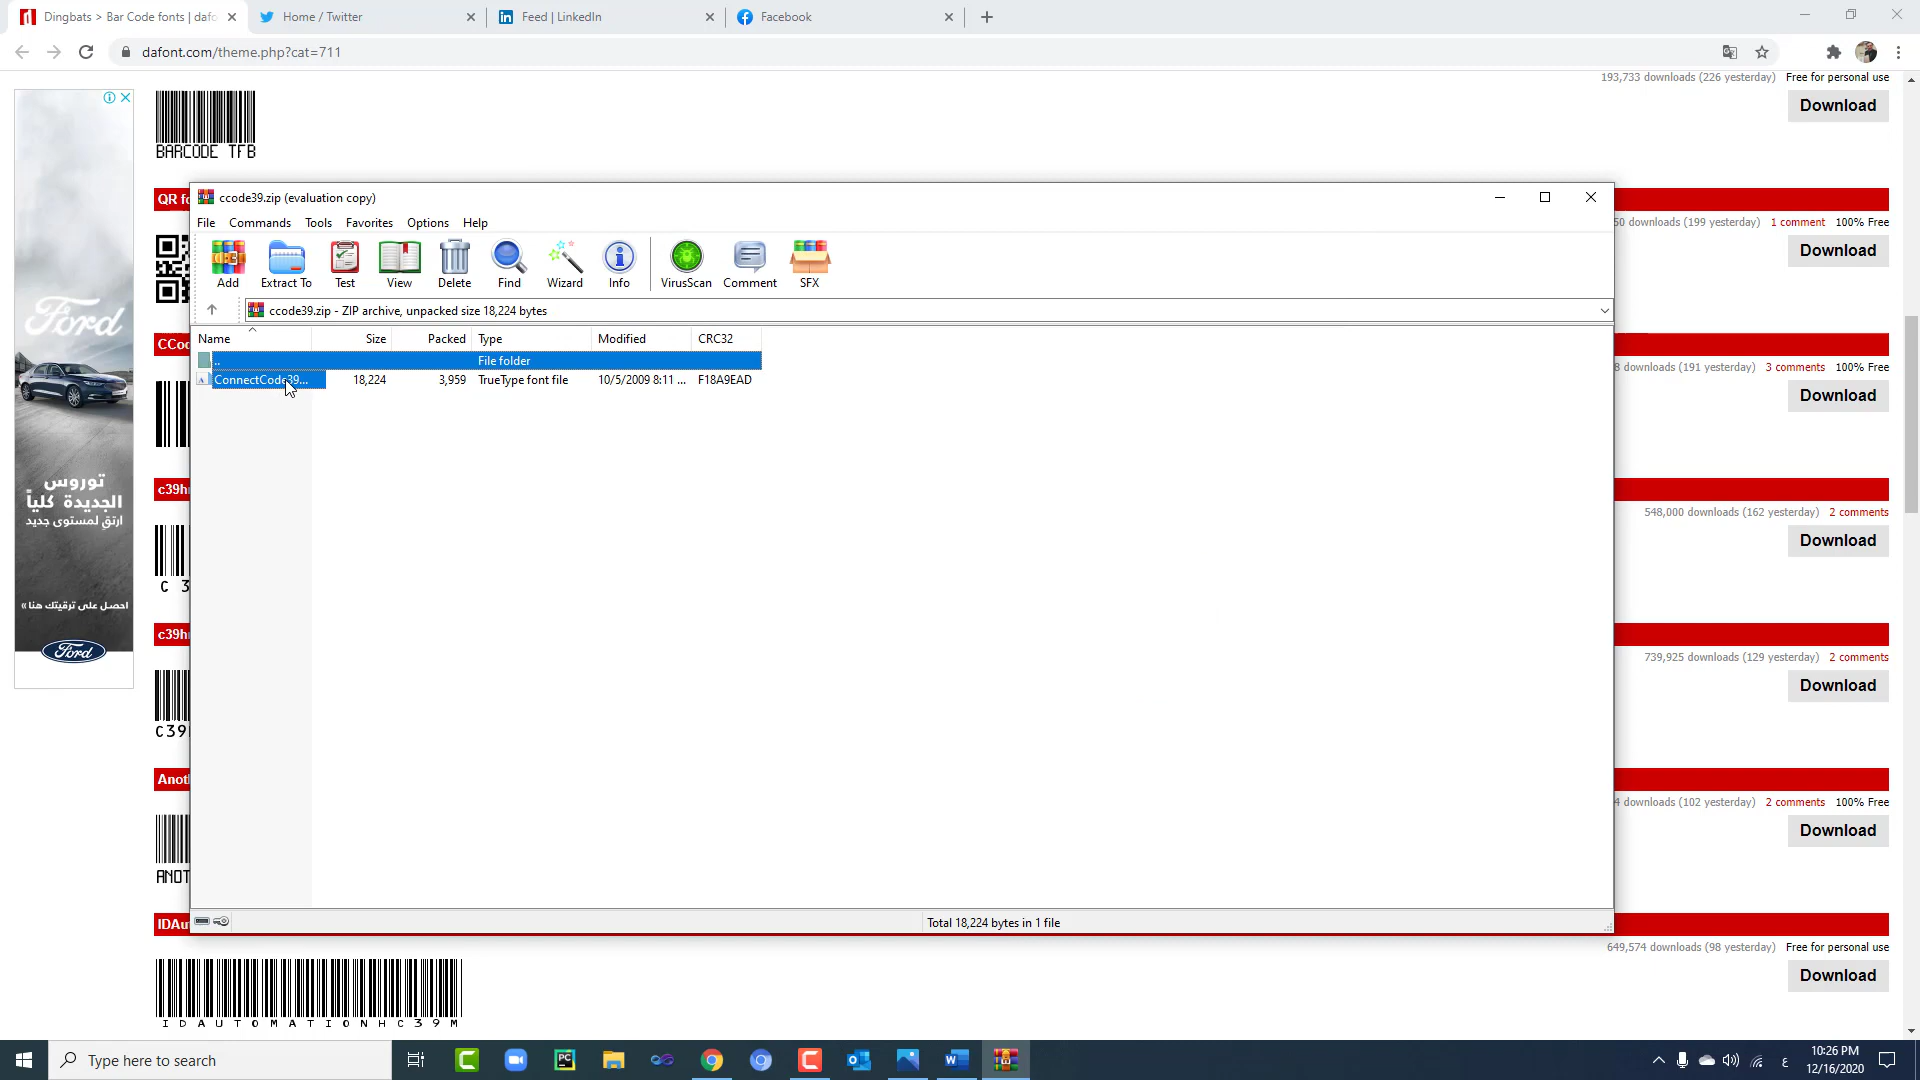 Dingbats > Bar Code fonts | dafo
Home / Twitter
Feed | LinkedIn
Facebook
dafont.com/theme.php?cat=711
193,733 downloads (226 yesterday) Free for personal use
Download
BARCODE TFB
ccode39.zip (evaluation copy)
File Commands Tools Favorites Options Help
Add
Extract To
Test
View
Delete
Find
Wizard
Info
VirusScan
Comment
SFX
ccode39.zip - ZIP archive, unpacked size 18,224 bytes
Name Size Packed Type Modified CRC32
.. File folder
ConnectCode39... 18,224 3,959 TrueType font file 10/5/2009 8:11 ... F18A9EAD
Total 18,224 bytes in 1 file
QR fo
50 downloads (199 yesterday) 1 comment 100% Free
Download
CCod
8 downloads (191 yesterday) 3 comments 100% Free
Download
c39h
548,000 downloads (162 yesterday) 2 comments
Download
C 3
c39h
739,925 downloads (129 yesterday) 2 comments
Download
C39
Anot
4 downloads (102 yesterday) 2 comments 100% Free
Download
ANOT
IDAu
649,574 downloads (98 yesterday) Free for personal use
Download
IDAUTOMATIONHC39M
Ford
توروس
الجديدة كلياً
ارتقِ لمستوى جديد
احصل على ترقيتك هنا »
Ford
Type here to search
ع
10:26 PM
12/16/2020